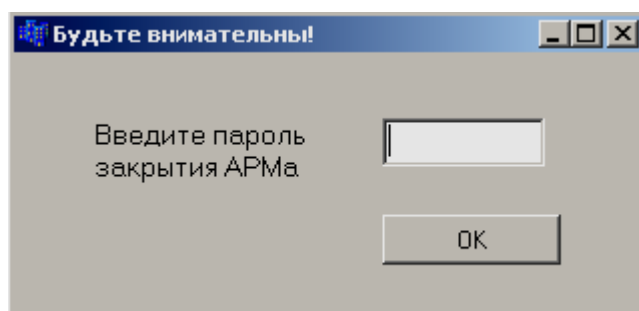 Будьте внимательны!
Введите пароль
закрытия АРМа
OK